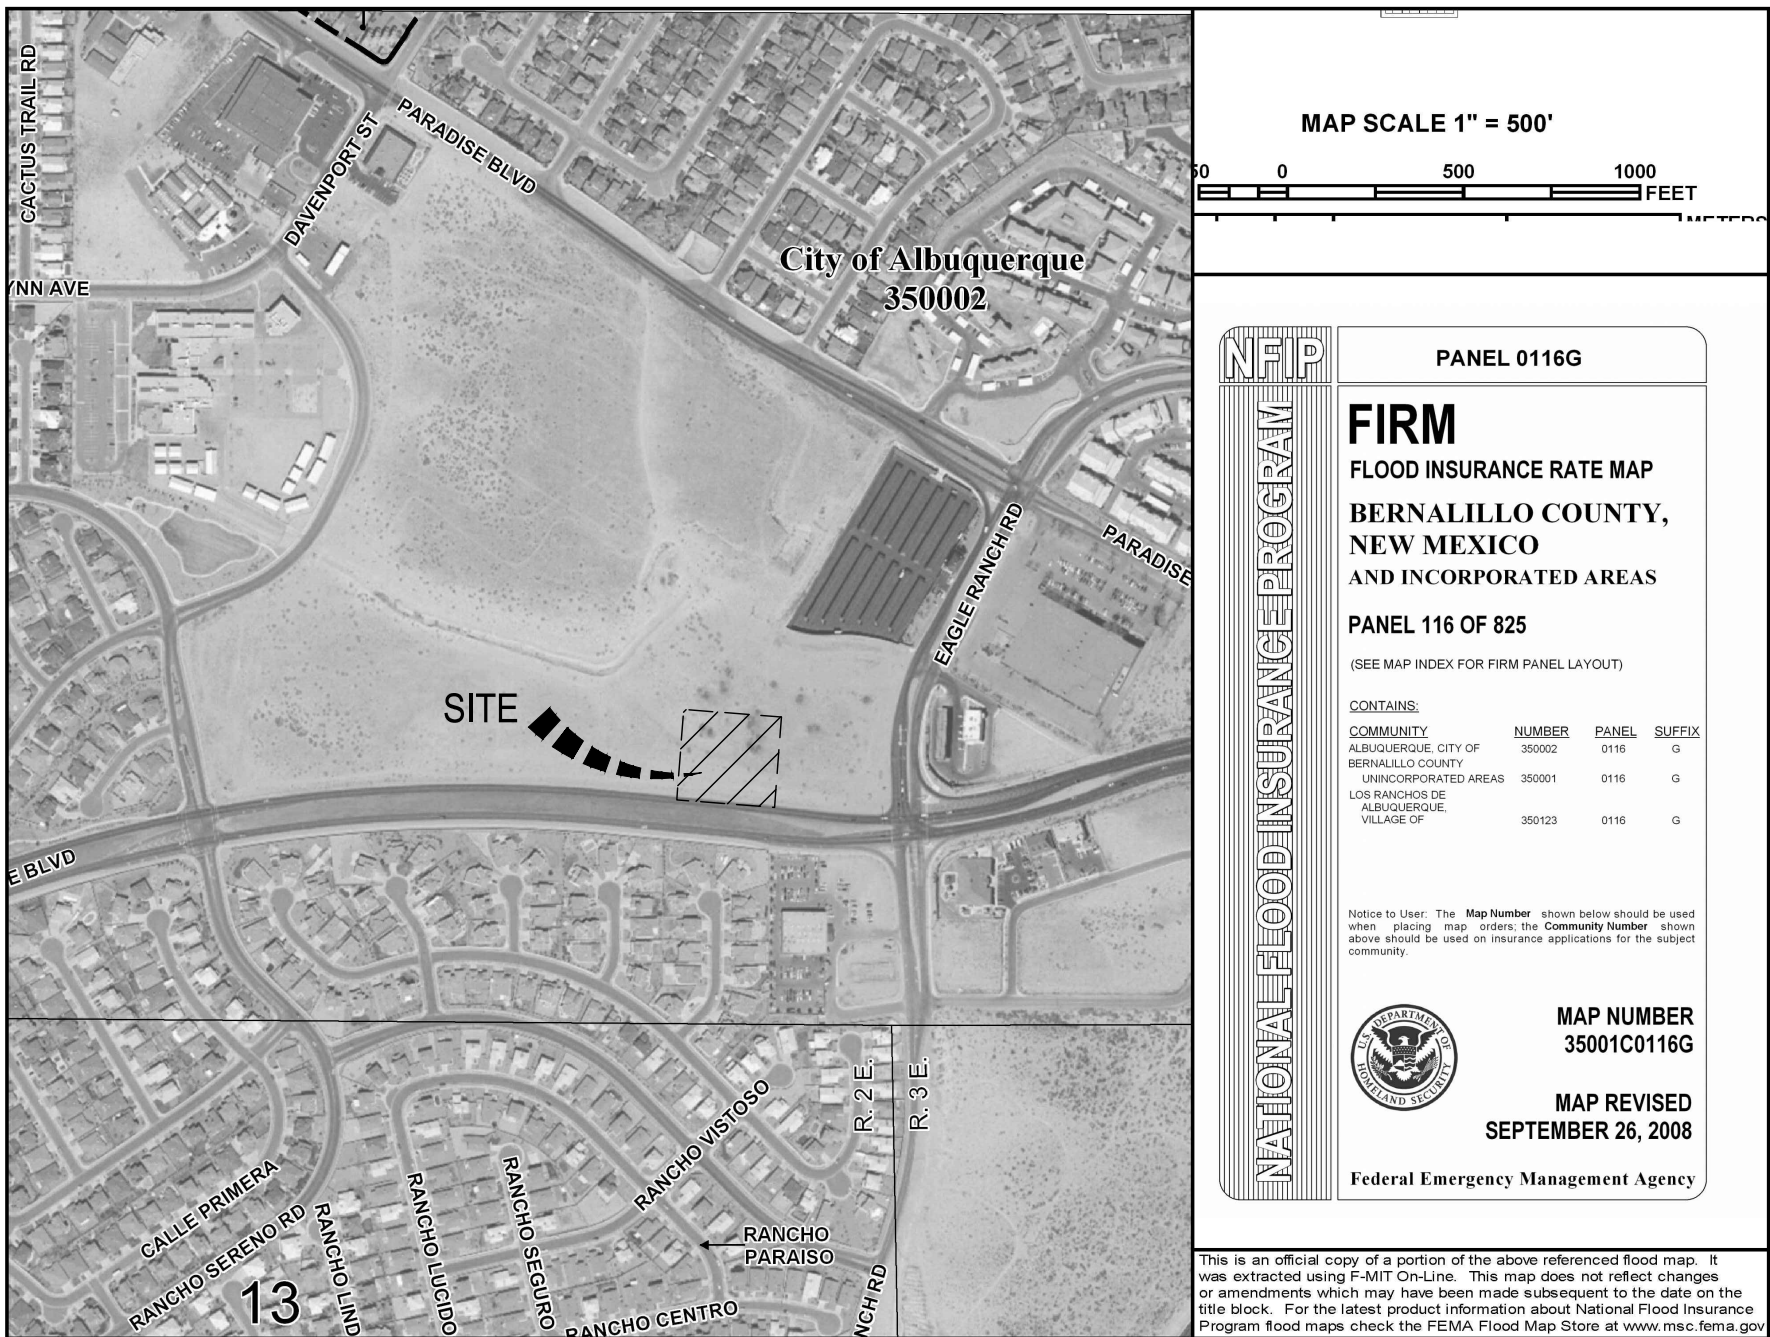 CACTUS TRAIL RD
DAVENPORT ST
PARADISE BLVD
City of Albuquerque
350002
YNN AVE
EAGLE RANCH RD
PARADISE
SITE
E BLVD
R. 2 E.
R. 3 E.
RANCHO VISTOSO
CALLE PRIMERA
RANCHO SERENO RD
RANCHO LIND
RANCHO LUCIDO
RANCHO SEGURO
RANCHO
PARAISO
RANCHO CENTRO
NCH RD
13
MAP SCALE 1" = 500'
50 0 500 1000
FEET
METERS
NFIP
NATIONAL FLOOD INSURANCE PROGRAM
PANEL 0116G
FIRM
FLOOD INSURANCE RATE MAP
BERNALILLO COUNTY,
NEW MEXICO
AND INCORPORATED AREAS
PANEL 116 OF 825
(SEE MAP INDEX FOR FIRM PANEL LAYOUT)
CONTAINS:
COMMUNITY NUMBER PANEL SUFFIX
ALBUQUERQUE, CITY OF 350002 0116 G
BERNALILLO COUNTY
UNINCORPORATED AREAS 350001 0116 G
LOS RANCHOS DE
ALBUQUERQUE,
VILLAGE OF 350123 0116 G
Notice to User: The Map Number shown below should be used
when placing map orders; the Community Number shown
above should be used on insurance applications for the subject
community.
U.S. DEPARTMENT OF HOMELAND SECURITY
MAP NUMBER
35001C0116G
MAP REVISED
SEPTEMBER 26, 2008
Federal Emergency Management Agency
This is an official copy of a portion of the above referenced flood map. It
was extracted using F-MIT On-Line. This map does not reflect changes
or amendments which may have been made subsequent to the date on the
title block. For the latest product information about National Flood Insurance
Program flood maps check the FEMA Flood Map Store at www.msc.fema.gov